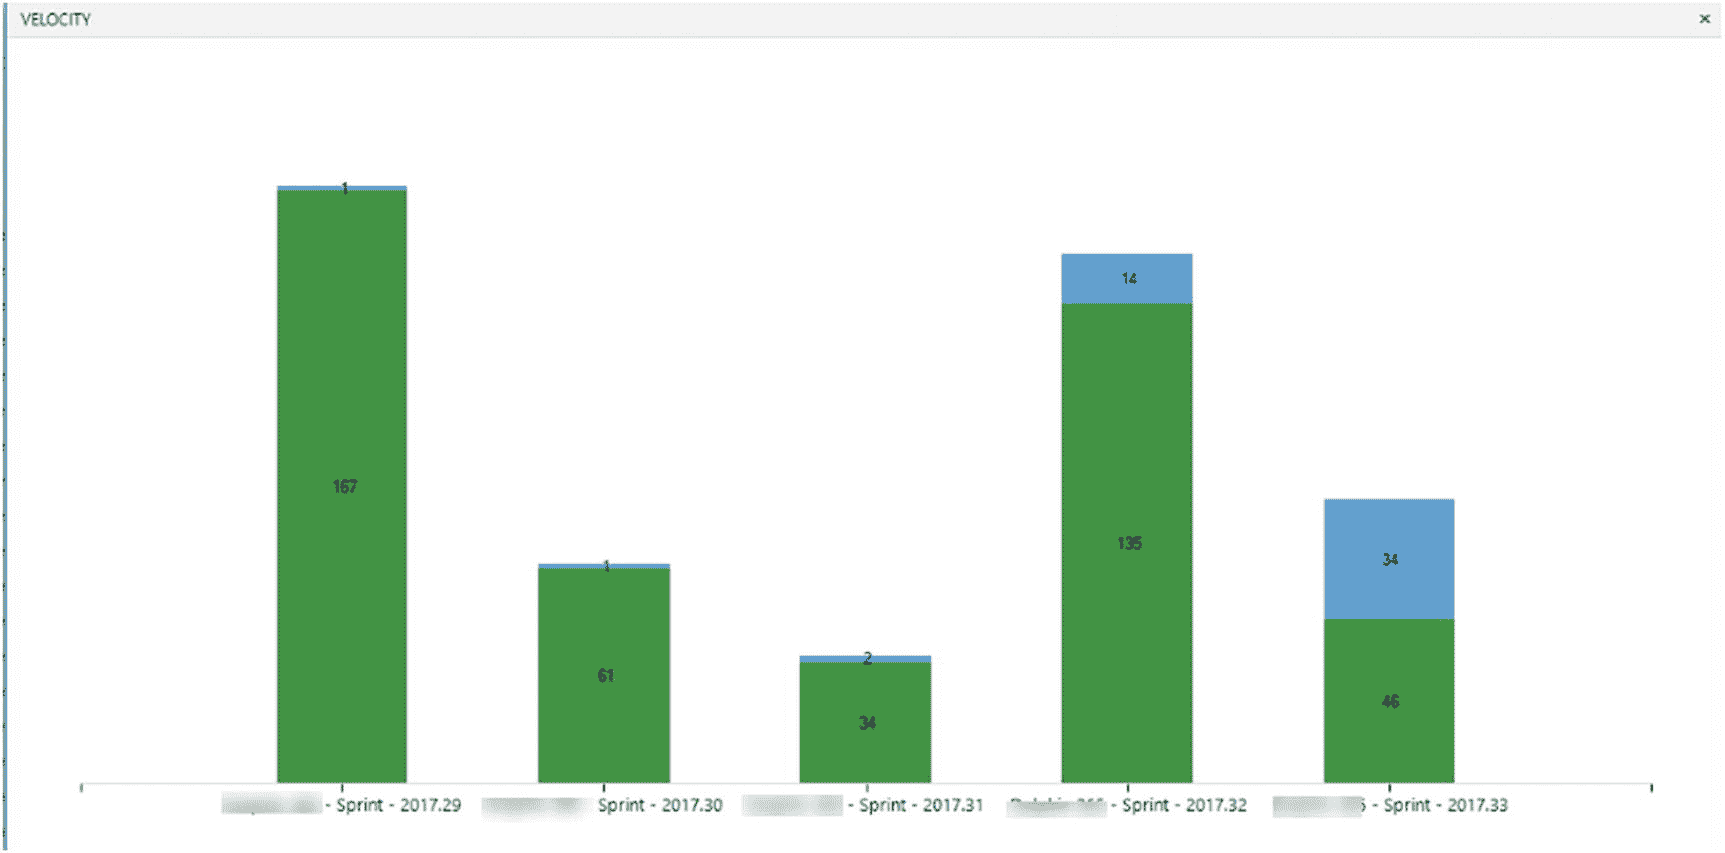 VELOCITY
×
1
14
167
135
34
1
61
2
34
46
- Sprint - 2017.29
Sprint - 2017.30
- Sprint - 2017.31
- Sprint - 2017.32
- Sprint - 2017.33